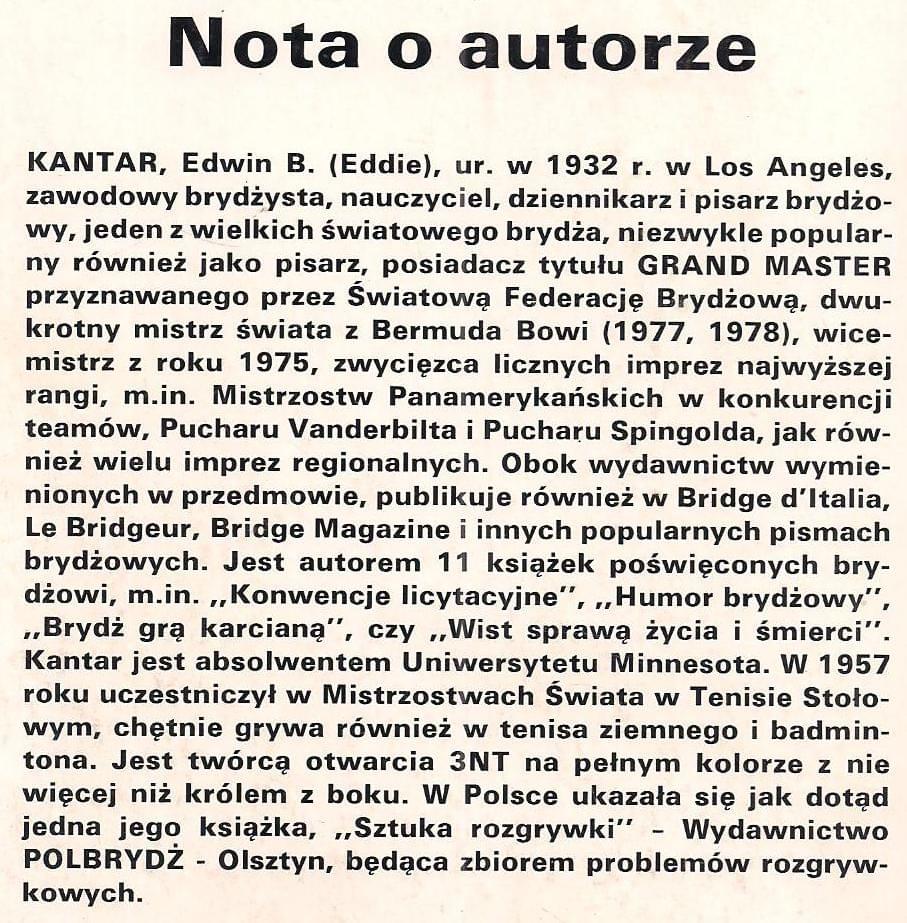 Nota o autorze
KANTAR, Edwin B. (Eddie), ur. w 1932 r. w Los Angeles,
zawodowy brydżysta, nauczyciel, dziennikarz i pisarz brydżo-
wy, jeden z wielkich światowego brydża, niezwykle popular-
ny również jako pisarz, posiadacz tytułu GRAND MASTER
przyznawanego przez Światową Federację Brydżową, dwu-
krotny mistrz świata z Bermuda Bowi (1977, 1978), wice-
mistrz z roku 1975, zwycięzca licznych imprez najwyższej
rangi, m.in. Mistrzostw Panamerykańskich w konkurencji
teamów, Pucharu Vanderbilta i Pucharu Spingolda, jak rów-
nież wielu imprez regionalnych. Obok wydawnictw wymie-
nionych w przedmowie, publikuje również w Bridge d'Italia,
Le Bridgeur, Bridge Magazine i innych popularnych pismach
brydżowych. Jest autorem 11 książek poświęconych bry-
dżowi, m.in. ,,Konwencje licytacyjne'', ,,Humor brydżowy'',
,,Brydż grą karcianą'', czy ,,Wist sprawą życia i śmierci''.
Kantar jest absolwentem Uniwersytetu Minnesota. W 1957
roku uczestniczył w Mistrzostwach Świata w Tenisie Stoło-
wym, chętnie grywa również w tenisa ziemnego i badmin-
tona. Jest twórcą otwarcia 3NT na pełnym kolorze z nie
więcej niż królem z boku. W Polsce ukazała się jak dotąd
jedna jego książka, ,,Sztuka rozgrywki'' - Wydawnictwo
POLBRYDŻ - Olsztyn, będąca zbiorem problemów rozgryw-
kowych.